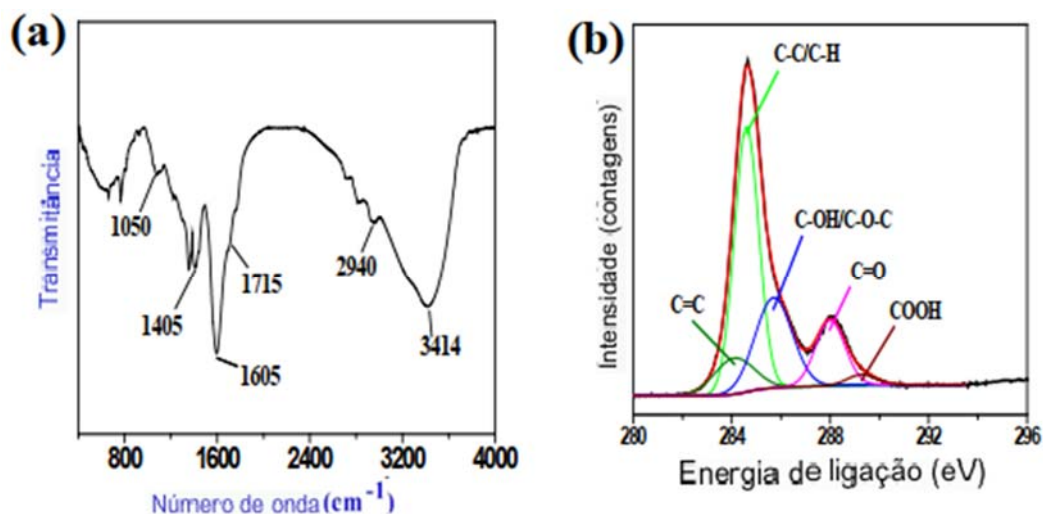 (a)
Transmitância
1050
1405
1605
1715
2940
3414
800 1600 2400 3200 4000
Número de onda (cm⁻¹)
(b)
Intensidade (contagens)
C-C/C-H
C-OH/C-O-C
C=O
C=C
COOH
280 284 288 292 296
Energia de ligação (eV)